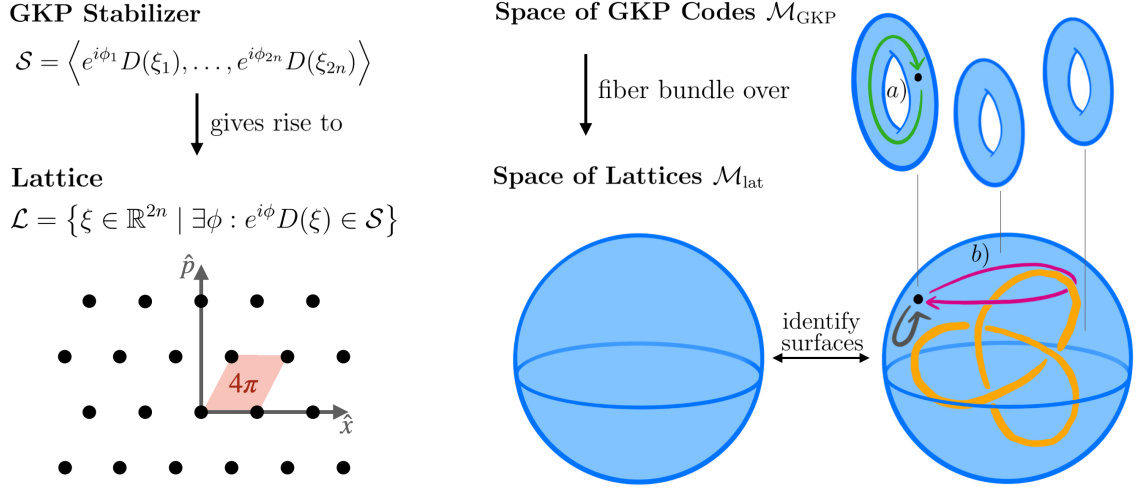 GKP Stabilizer
𝒮 = ⟨e^{iϕ_1} D(ξ_1), . . . , e^{iϕ_{2n}} D(ξ_{2n})⟩
gives rise to
Lattice
ℒ = {ξ ∈ ℝ^{2n} | ∃ϕ : e^{iϕ} D(ξ) ∈ 𝒮}
p̂
4π
x̂
Space of GKP Codes ℳ_GKP
fiber bundle over
Space of Lattices ℳ_lat
identify
surfaces
a)
b)